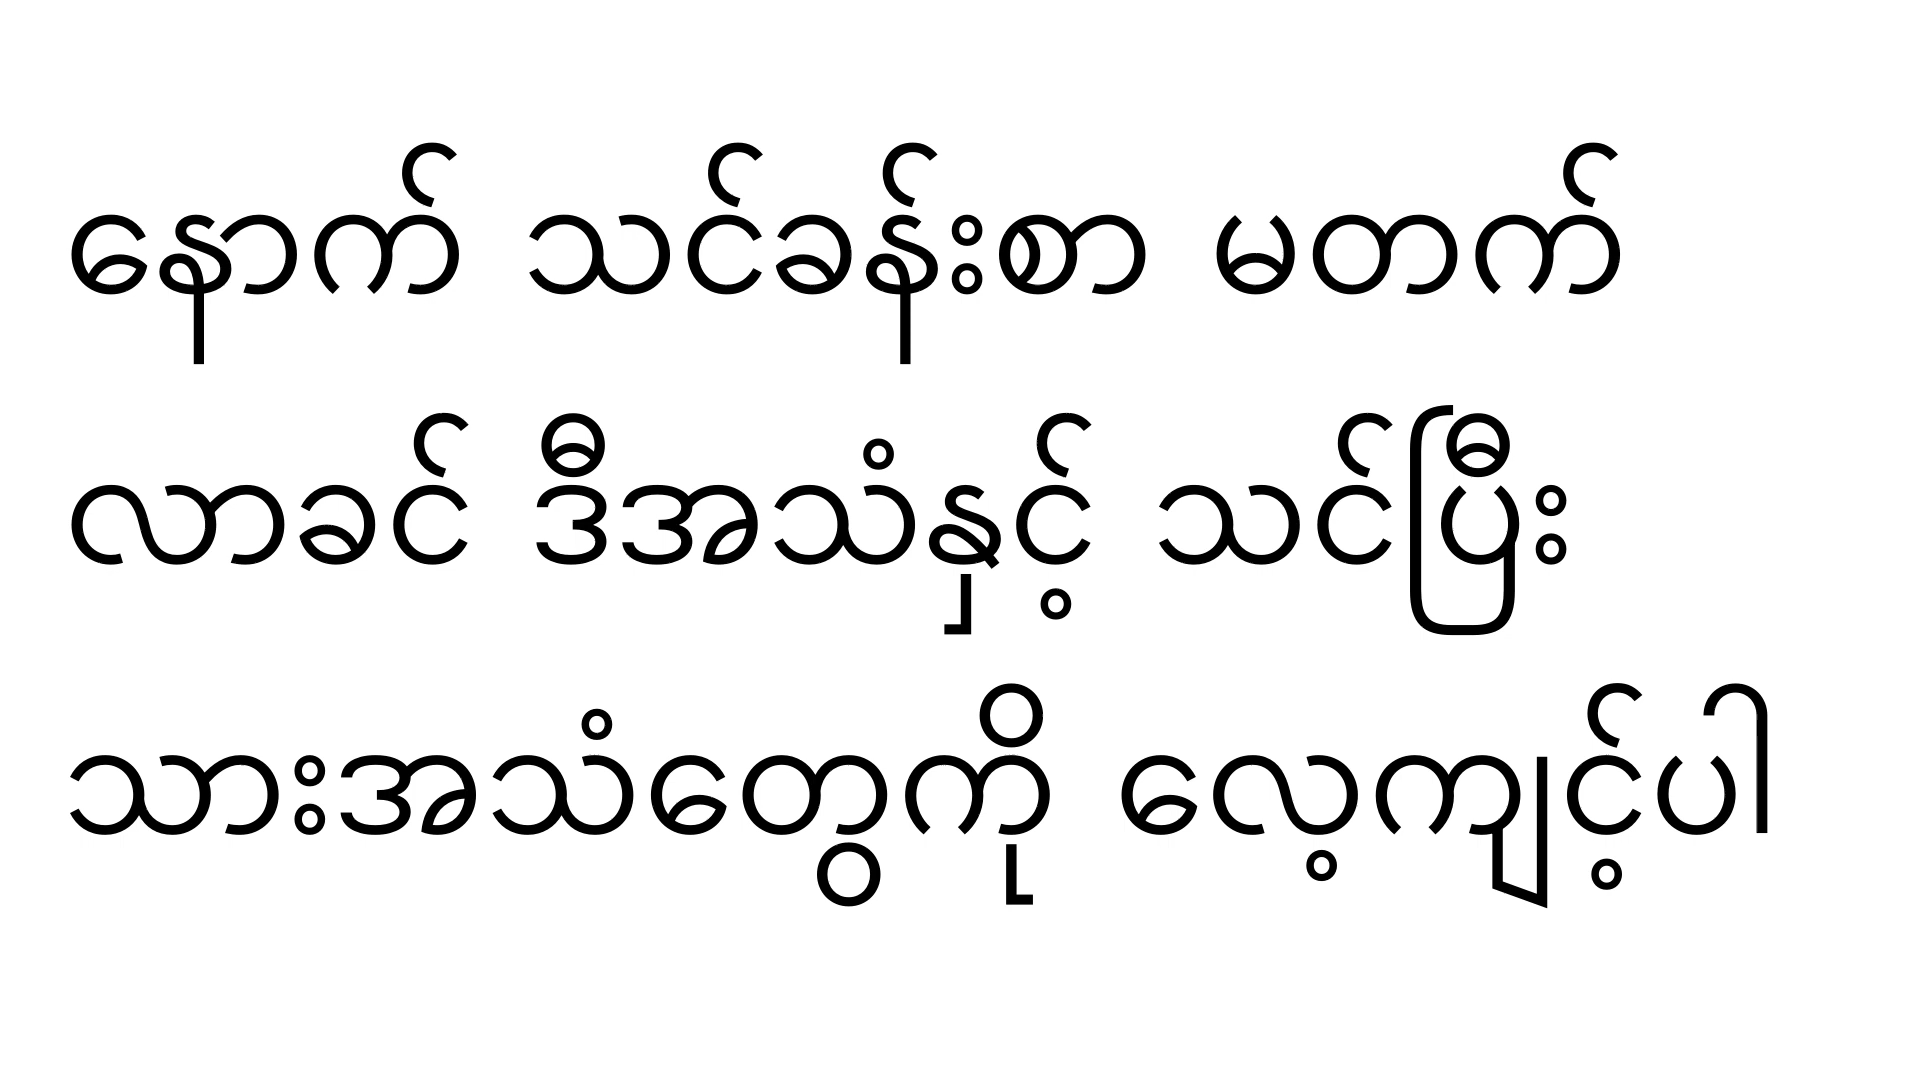 နောက် သင်ခန်းစာ မတက်
လာခင် ဒီအသံနှင့် သင်ပြီး
သားအသံတွေကို လေ့ကျင့်ပါ